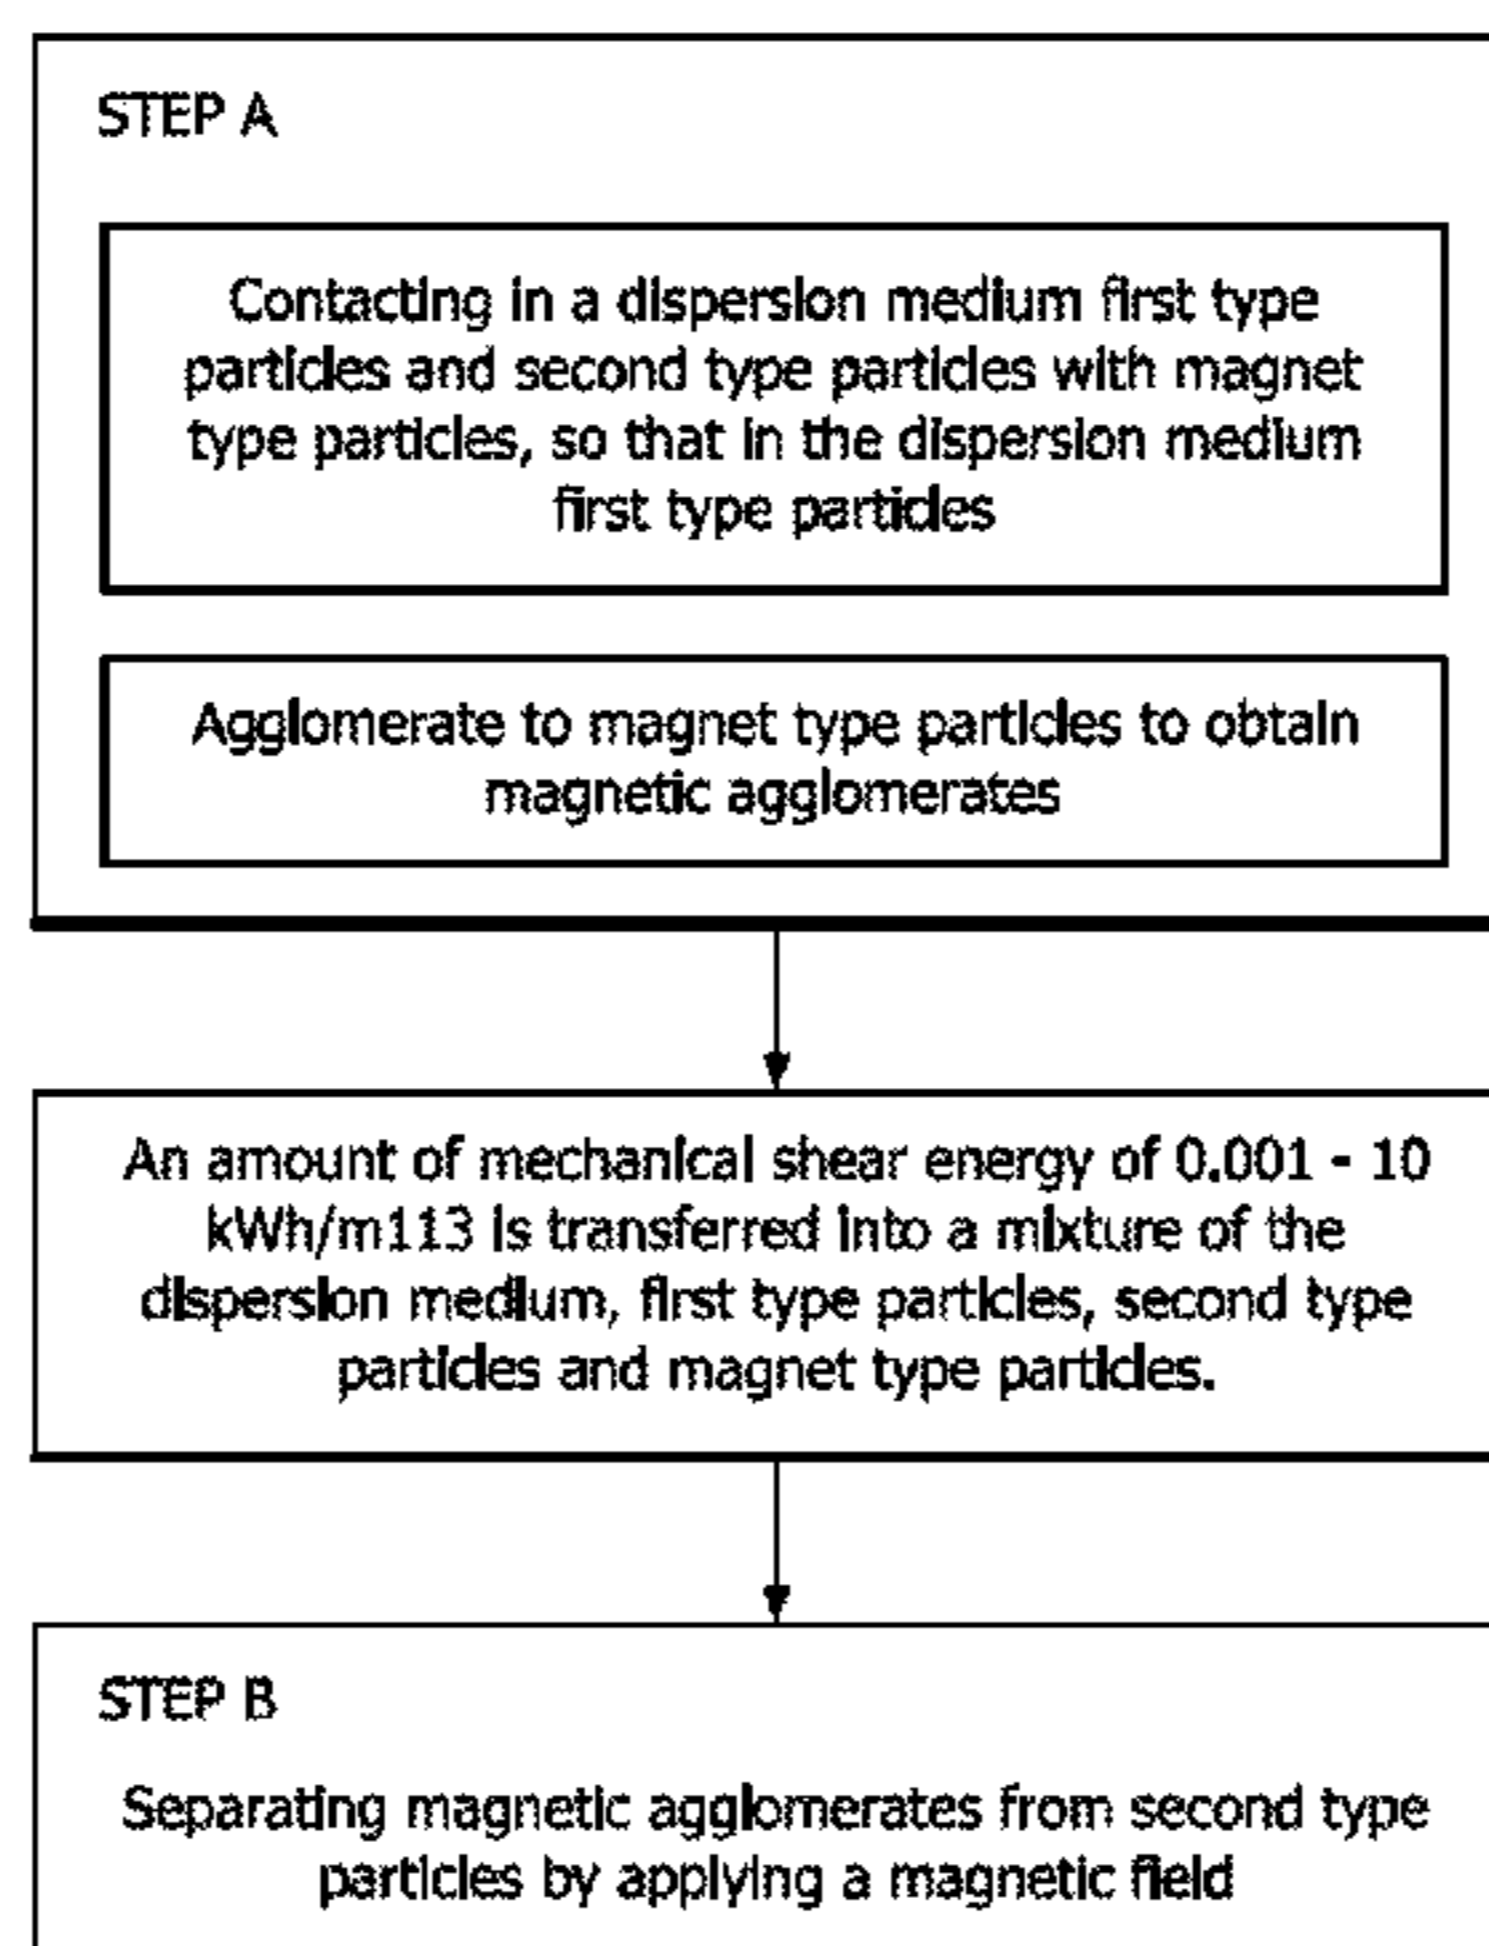 STEP A
Contacting in a dispersion medium first type
particles and second type particles with magnet
type particles, so that in the dispersion medium
first type particles
Agglomerate to magnet type particles to obtain
magnetic agglomerates
An amount of mechanical shear energy of 0.001 - 10
kWh/m113 is transferred into a mixture of the
dispersion medium, first type particles, second type
particles and magnet type particles.
STEP B
Separating magnetic agglomerates from second type
particles by applying a magnetic field